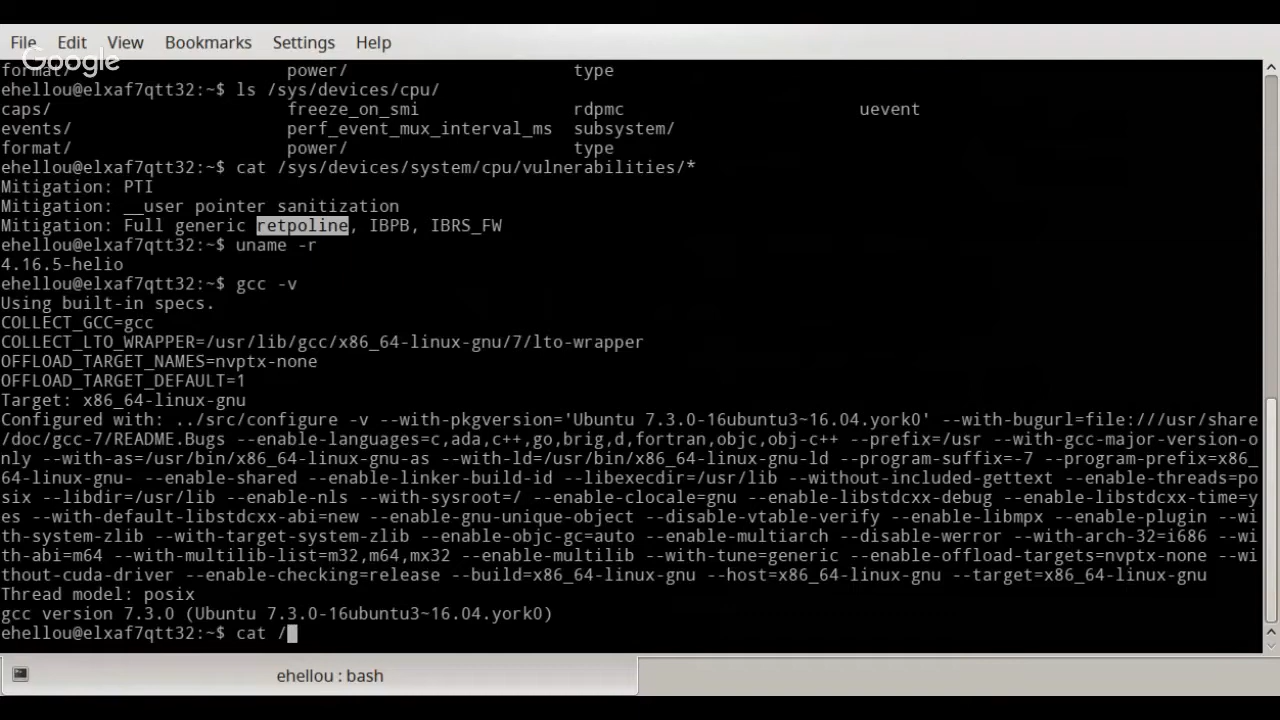 File Edit View Bookmarks Settings Help
Google
format/ power/ type
ehellou@elxaf7qtt32:~$ ls /sys/devices/cpu/
caps/ freeze_on_smi rdpmc uevent
events/ perf_event_mux_interval_ms subsystem/
format/ power/ type
ehellou@elxaf7qtt32:~$ cat /sys/devices/system/cpu/vulnerabilities/*
Mitigation: PTI
Mitigation: __user pointer sanitization
Mitigation: Full generic retpoline, IBPB, IBRS_FW
ehellou@elxaf7qtt32:~$ uname -r
4.16.5-helio
ehellou@elxaf7qtt32:~$ gcc -v
Using built-in specs.
COLLECT_GCC=gcc
COLLECT_LTO_WRAPPER=/usr/lib/gcc/x86_64-linux-gnu/7/lto-wrapper
OFFLOAD_TARGET_NAMES=nvptx-none
OFFLOAD_TARGET_DEFAULT=1
Target: x86_64-linux-gnu
Configured with: ../src/configure -v --with-pkgversion='Ubuntu 7.3.0-16ubuntu3~16.04.york0' --with-bugurl=file:///usr/share
/doc/gcc-7/README.Bugs --enable-languages=c,ada,c++,go,brig,d,fortran,objc,obj-c++ --prefix=/usr --with-gcc-major-version-o
nly --with-as=/usr/bin/x86_64-linux-gnu-as --with-ld=/usr/bin/x86_64-linux-gnu-ld --program-suffix=-7 --program-prefix=x86_
64-linux-gnu- --enable-shared --enable-linker-build-id --libexecdir=/usr/lib --without-included-gettext --enable-threads=po
six --libdir=/usr/lib --enable-nls --with-sysroot=/ --enable-clocale=gnu --enable-libstdcxx-debug --enable-libstdcxx-time=y
es --with-default-libstdcxx-abi=new --enable-gnu-unique-object --disable-vtable-verify --enable-libmpx --enable-plugin --wi
th-system-zlib --with-target-system-zlib --enable-objc-gc=auto --enable-multiarch --disable-werror --with-arch-32=i686 --wi
th-abi=m64 --with-multilib-list=m32,m64,mx32 --enable-multilib --with-tune=generic --enable-offload-targets=nvptx-none --wi
thout-cuda-driver --enable-checking=release --build=x86_64-linux-gnu --host=x86_64-linux-gnu --target=x86_64-linux-gnu
Thread model: posix
gcc version 7.3.0 (Ubuntu 7.3.0-16ubuntu3~16.04.york0)
ehellou@elxaf7qtt32:~$ cat /
ehellou : bash